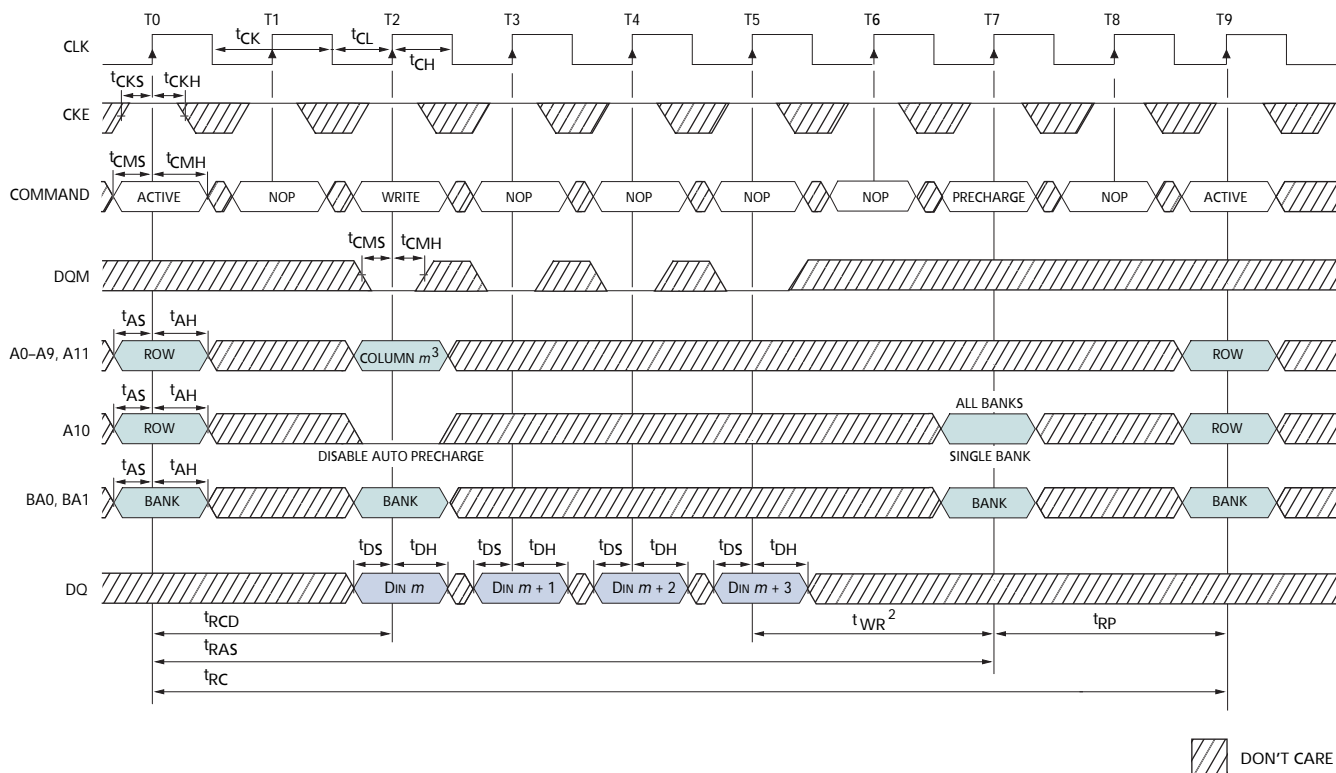 T0 T1 T2 T3 T4 T5 T6 T7 T8 T9
CLK tCK tCL tCH
tCKS tCKH
CKE
tCMS tCMH
COMMAND ACTIVE NOP WRITE NOP NOP NOP NOP PRECHARGE NOP ACTIVE
tCMS tCMH
DQM
tAS tAH
A0–A9, A11 ROW COLUMN m3 ROW
tAS tAH ALL BANKS
A10 ROW ROW
DISABLE AUTO PRECHARGE SINGLE BANK
tAS tAH
BA0, BA1 BANK BANK BANK BANK
tDS tDH tDS tDH tDS tDH tDS tDH
DQ DIN m DIN m + 1 DIN m + 2 DIN m + 3
tRCD tWR2 tRP
tRAS
tRC
DON'T CARE